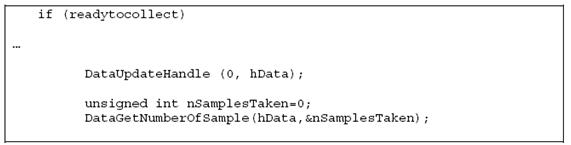 if (readytocollect)
…
DataUpdateHandle (0, hData);
unsigned int nSamplesTaken=0;
DataGetNumberOfSample(hData,&nSamplesTaken);